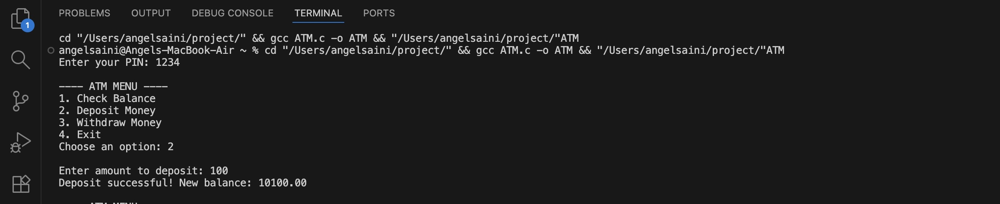 PROBLEMS OUTPUT DEBUG CONSOLE TERMINAL PORTS
1
cd "/Users/angelsaini/project/" && gcc ATM.c -o ATM && "/Users/angelsaini/project/"ATM
angelsaini@Angels-MacBook-Air ~ % cd "/Users/angelsaini/project/" && gcc ATM.c -o ATM && "/Users/angelsaini/project/"ATM
Enter your PIN: 1234
---- ATM MENU ----
1. Check Balance
2. Deposit Money
3. Withdraw Money
4. Exit
Choose an option: 2
Enter amount to deposit: 100
Deposit successful! New balance: 10100.00